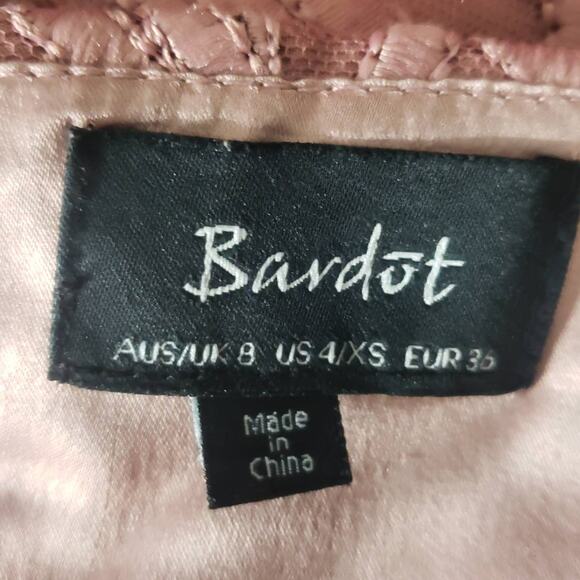 Bardōt
AUS/UK 8 US 4/XS EUR 36
Made
in
China